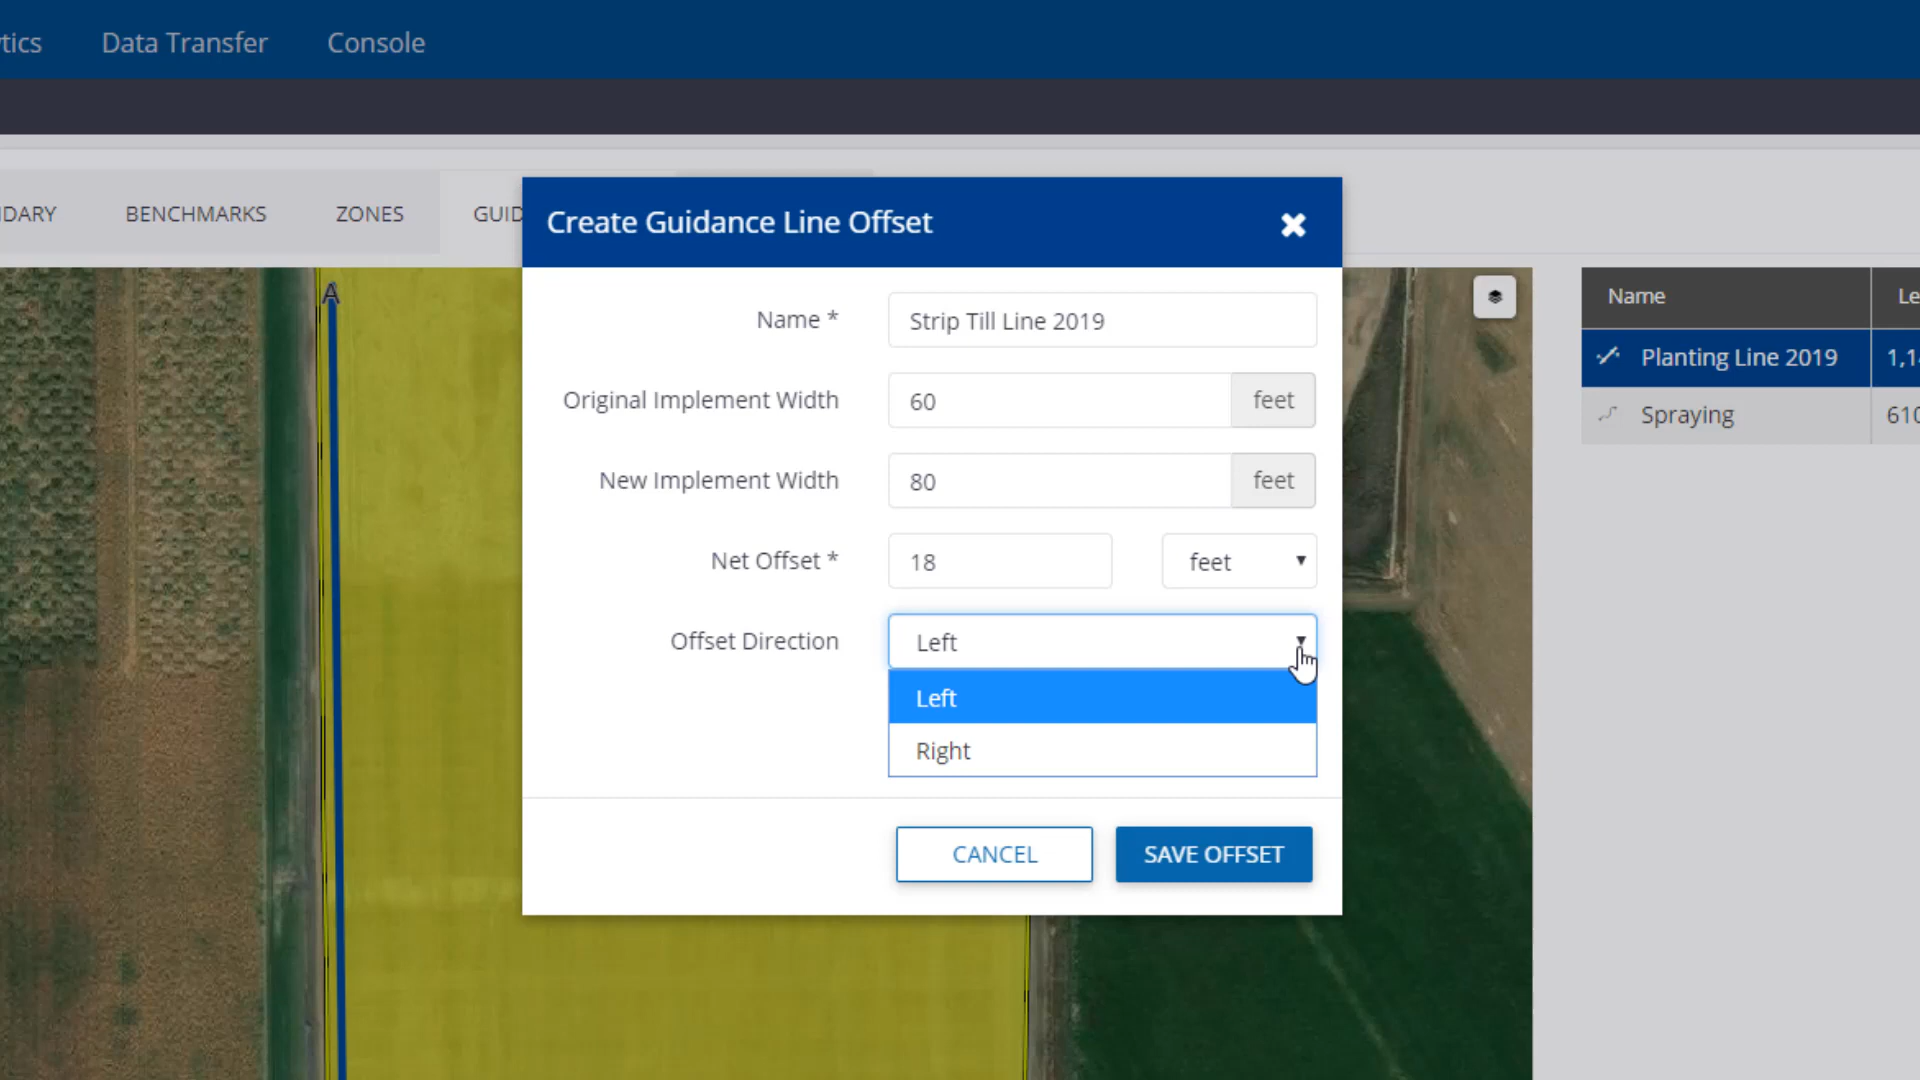 tics Data Transfer Console
DARY BENCHMARKS ZONES GUID
Create Guidance Line Offset
A
Name * Strip Till Line 2019
Original Implement Width 60 feet
New Implement Width 80 feet
Net Offset * 18 feet
Offset Direction Left
Left
Right
CANCEL SAVE OFFSET
Name Le
Planting Line 2019 1,14
Spraying 610